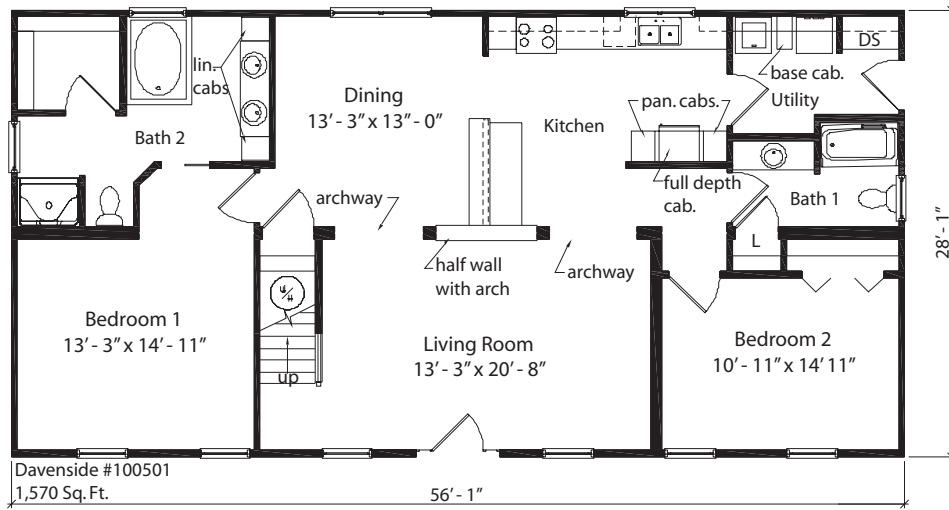 DS
lin.
cabs
base cab.
Utility
Dining
13' - 3" x 13" - 0"
pan. cabs.
Kitchen
Bath 2
full depth
cab.
Bath 1
archway
L
half wall
with arch
archway
28' - 1"
Bedroom 1
13' - 3" x 14' - 11"
up
Living Room
13' - 3" x 20' - 8"
Bedroom 2
10' - 11" x 14' 11"
Davenside #100501
1,570 Sq. Ft.
56' - 1"